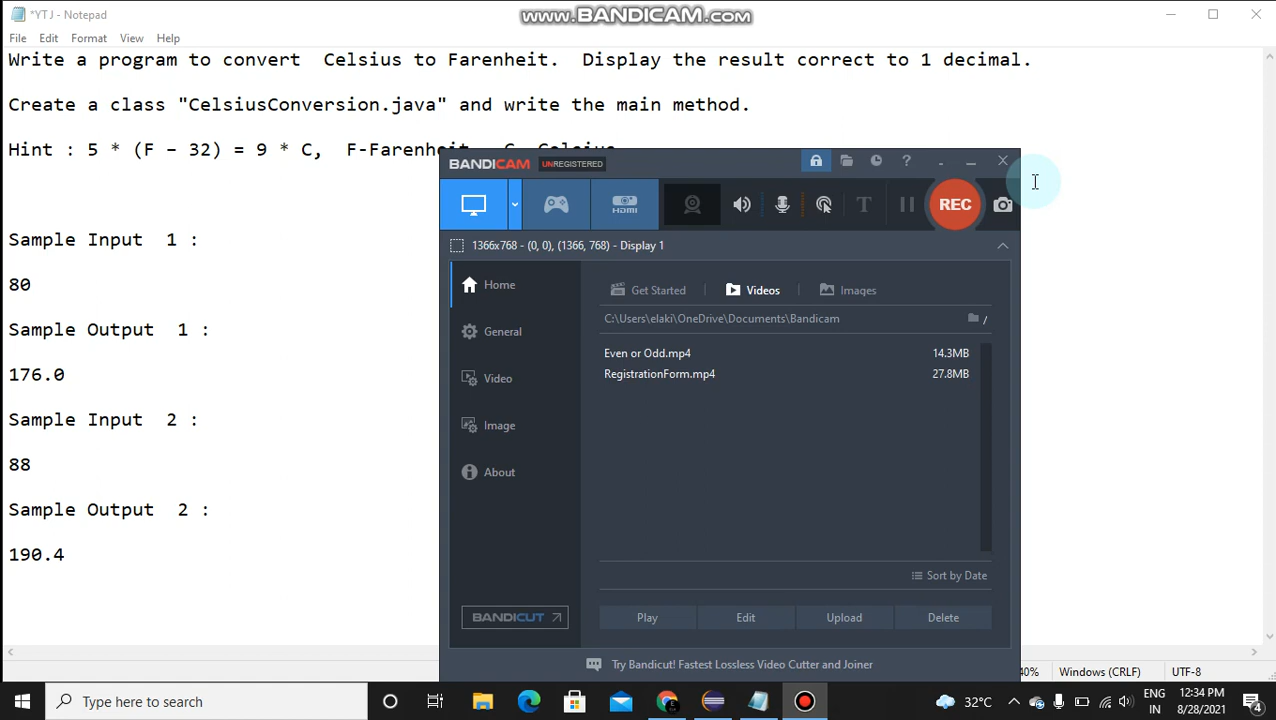 *YT J - Notepad
www.BANDICAM.com
File Edit Format View Help
Write a program to convert Celsius to Farenheit. Display the result correct to 1 decimal.
Create a class "CelsiusConversion.java" and write the main method.
Hint : 5 * (F – 32) = 9 * C, F-Farenheit
Sample Input 1 :
80
Sample Output 1 :
176.0
Sample Input 2 :
88
Sample Output 2 :
190.4
BANDICAM UNREGISTERED
HDMI
T
REC
1366x768 - (0, 0), (1366, 768) - Display 1
Home
General
Video
Image
About
BANDICUT
Get Started
Videos
Images
C:\Users\elaki\OneDrive\Documents\Bandicam
/
Even or Odd.mp4 14.3MB
RegistrationForm.mp4 27.8MB
Sort by Date
Play Edit Upload Delete
Try Bandicut! Fastest Lossless Video Cutter and Joiner
40% Windows (CRLF) UTF-8
Type here to search
32°C
ENG
IN
12:34 PM
8/28/2021
4